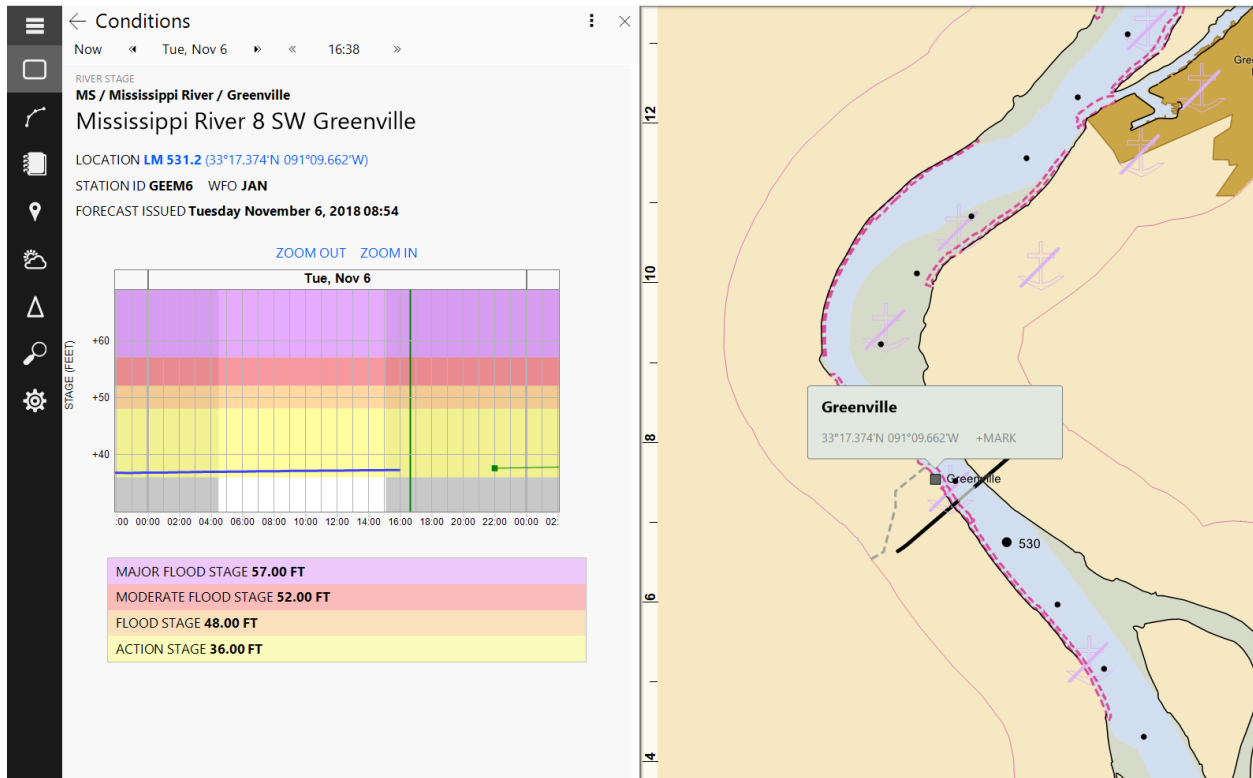 Conditions
Now Tue, Nov 6 16:38
RIVER STAGE
MS / Mississippi River / Greenville
Mississippi River 8 SW Greenville
LOCATION LM 531.2 (33°17.374'N 091°09.662'W)
STATION ID GEEM6 WFO JAN
FORECAST ISSUED Tuesday November 6, 2018 08:54
ZOOM OUT ZOOM IN
Tue, Nov 6
STAGE (FEET)
+60
+50
+40
:00 00:00 02:00 04:00 06:00 08:00 10:00 12:00 14:00 16:00 18:00 20:00 22:00 00:00 02:
MAJOR FLOOD STAGE 57.00 FT
MODERATE FLOOD STAGE 52.00 FT
FLOOD STAGE 48.00 FT
ACTION STAGE 36.00 FT
12
10
8
6
4
Gre
Greenville
33°17.374'N 091°09.662'W +MARK
Greenville
530